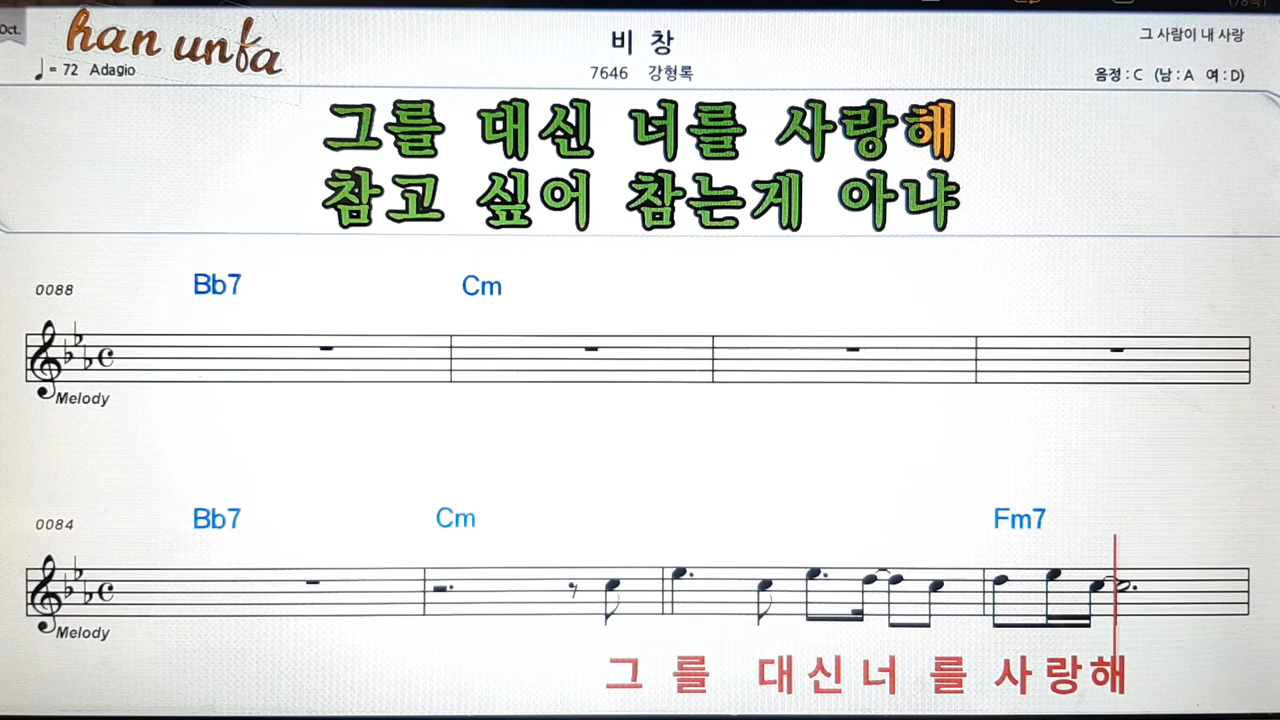 Oct.
han unfa
♩= 72 Adagio
비 창
7646 강형록
그 사람이 내 사랑
음정 : C (남 : A 여 : D)
그를 대신 너를 사랑해
참고 싶어 참는게 아냐
0088
Bb7 Cm
Melody
0084
Bb7 Cm Fm7
Melody
그 를 대 신 너 를 사 랑 해